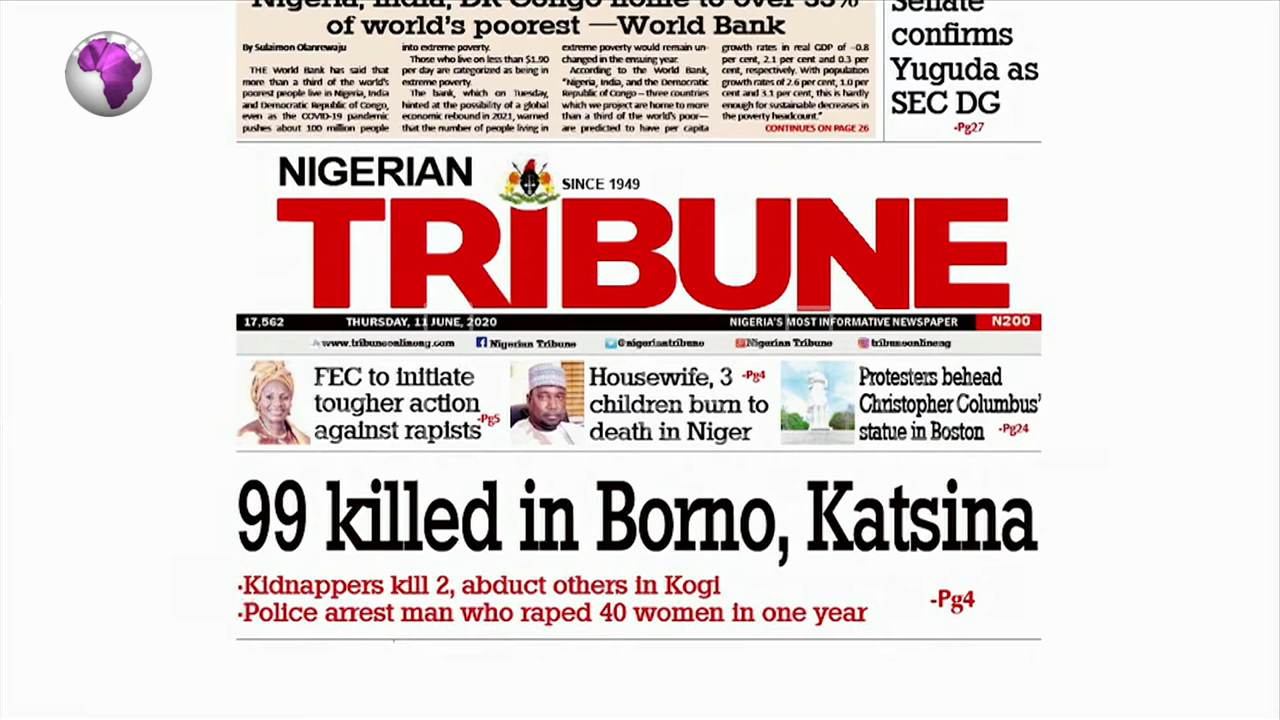 Nigeria, India, DR Congo home to over 33%
of world's poorest —World Bank
By Sulaimon Olanrewaju
THE World Bank has said that
more than a third of the world's
poorest people live in Nigeria, India
and Democratic Republic of Congo,
even as the COVID-19 pandemic
pushes about 100 million people
into extreme poverty.
Those who live on less than $1.90
per day are categorized as being in
extreme poverty.
The bank, which on Tuesday,
hinted at the possibility of a global
economic rebound in 2021, warned
that the number of people living in
extreme poverty would remain un-
changed in the ensuing year.
According to the World Bank,
"Nigeria, India, and the Democratic
Republic of Congo – three countries
which we project are home to more
than a third of the world's poor—
are predicted to have per capita
growth rates in real GDP of -0.8
per cent, 2.1 per cent and 0.3 per
cent, respectively. With population
growth rates of 2.6 per cent, 1.0 per
cent and 3.1 per cent, this is hardly
enough for sustainable decreases in
the poverty headcount."
CONTINUES ON PAGE 26
Senate
confirms
Yuguda as
SEC DG
-Pg27
NIGERIAN
SINCE 1949
TRIBUNE
17,562 THURSDAY, 11 JUNE, 2020 NIGERIA'S MOST INFORMATIVE NEWSPAPER N200
www.tribuneonlineng.com Nigerian Tribune @nigeriantribune Nigerian Tribune tribuneonlineng
FEC to initiate
tougher action
against rapists -Pg5
Housewife, 3 -Pg4
children burn to
death in Niger
Protesters behead
Christopher Columbus'
statue in Boston -Pg24
99 killed in Borno, Katsina
•Kidnappers kill 2, abduct others in Kogi
•Police arrest man who raped 40 women in one year
-Pg4